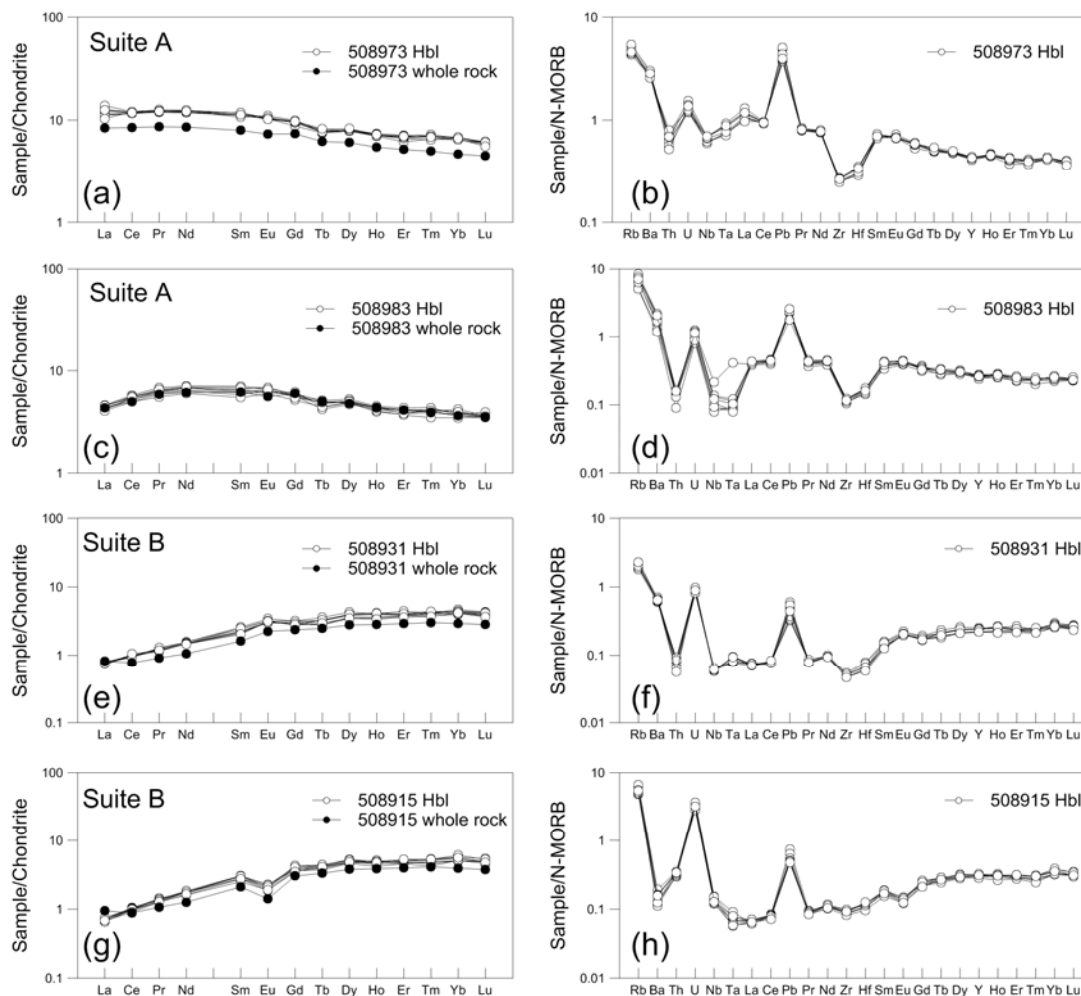 100
10
1
Sample/Chondrite
Suite A
508973 Hbl
508973 whole rock
(a)
La Ce Pr Nd Sm Eu Gd Tb Dy Ho Er Tm Yb Lu
10
1
0.1
Sample/N-MORB
508973 Hbl
(b)
Rb Ba Th U Nb Ta La Ce Pb Pr Nd Zr Hf Sm Eu Gd Tb Dy Y Ho Er Tm Yb Lu
100
10
1
Sample/Chondrite
Suite A
508983 Hbl
508983 whole rock
(c)
La Ce Pr Nd Sm Eu Gd Tb Dy Ho Er Tm Yb Lu
10
1
0.1
0.01
Sample/N-MORB
508983 Hbl
(d)
Rb Ba Th U Nb Ta La Ce Pb Pr Nd Zr Hf Sm Eu Gd Tb Dy Y Ho Er Tm Yb Lu
100
10
1
0.1
Sample/Chondrite
Suite B
508931 Hbl
508931 whole rock
(e)
La Ce Pr Nd Sm Eu Gd Tb Dy Ho Er Tm Yb Lu
10
1
0.1
0.01
Sample/N-MORB
508931 Hbl
(f)
Rb Ba Th U Nb Ta La Ce Pb Pr Nd Zr Hf Sm Eu Gd Dy Y Ho Er Tm Yb Lu
100
10
1
0.1
Sample/Chondrite
Suite B
508915 Hbl
508915 whole rock
(g)
La Ce Pr Nd Sm Eu Gd Tb Dy Ho Er Tm Yb Lu
10
1
0.1
0.01
Sample/N-MORB
508915 Hbl
(h)
Rb Ba Th U Nb Ta La Ce Pb Pr Nd Zr Hf Sm Eu Gd Tb Dy Y Ho Er Tm Yb Lu